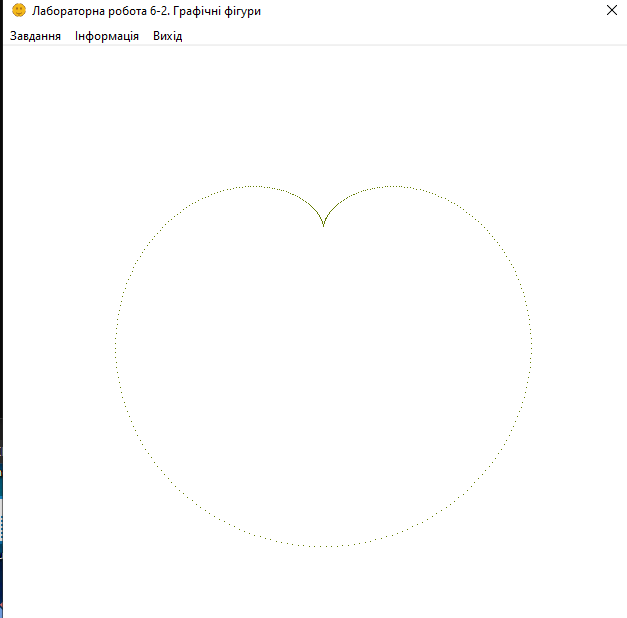 Лабораторна робота 6-2. Графічні фігури
Завдання Інформація Вихід